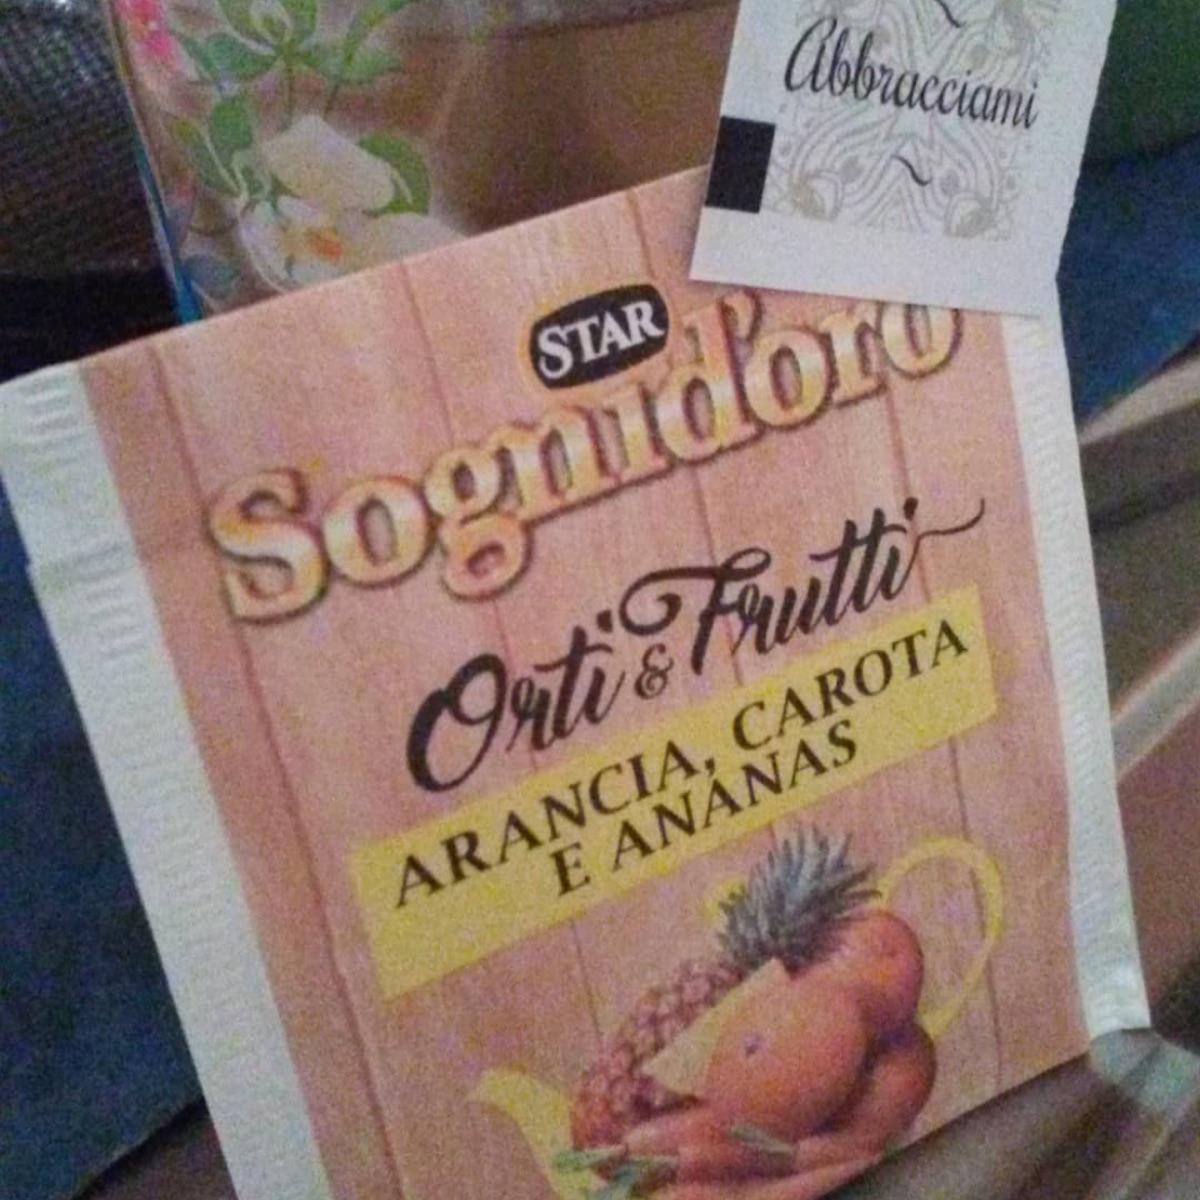 Abbracciami
STAR
Sognid'oro
Orti & Frutti
ARANCIA, CAROTA
E ANANAS